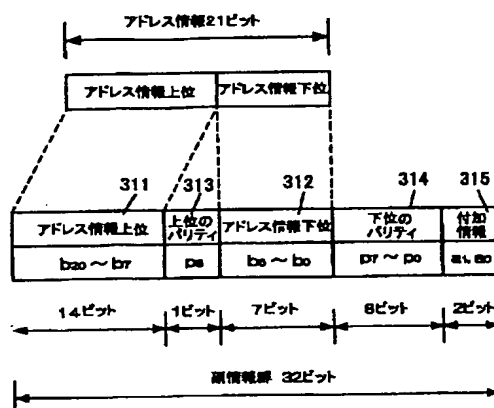 アドレス情報21ビット
アドレス情報上位 アドレス情報下位
311 313 312 314 315
アドレス情報上位 上位の パリティ アドレス情報下位 下位の パリティ 付加 情報
b20 ～ b7 p8 b6 ～ b0 p7 ～ p0 a1, a0
14ビット 1ビット 7ビット 8ビット 2ビット
副情報群 32ビット